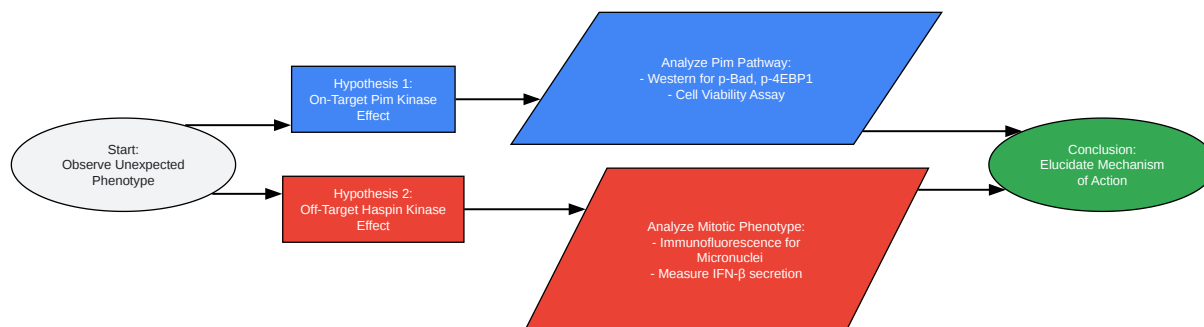 Start:
Observe Unexpected
Phenotype
Hypothesis 1:
On-Target Pim Kinase
Effect
Analyze Pim Pathway:
- Western for p-Bad, p-4EBP1
- Cell Viability Assay
Hypothesis 2:
Off-Target Haspin Kinase
Effect
Analyze Mitotic Phenotype:
- Immunofluorescence for
Micronuclei
- Measure IFN-β secretion
Conclusion:
Elucidate Mechanism
of Action